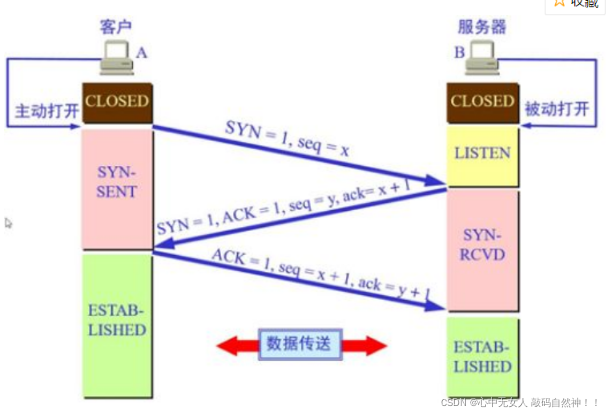 ☆ 收藏
客户
服务器
A
B
CLOSED
CLOSED
主动打开
被动打开
SYN = 1, seq = x
LISTEN
SYN-
SENT
SYN = 1, ACK = 1, seq = y, ack= x + 1
SYN-
RCVD
ACK = 1, seq = x + 1, ack = y + 1
ESTAB-
LISHED
数据传送
ESTAB-
LISHED
CSDN @心中无女人 敲码自然神！！